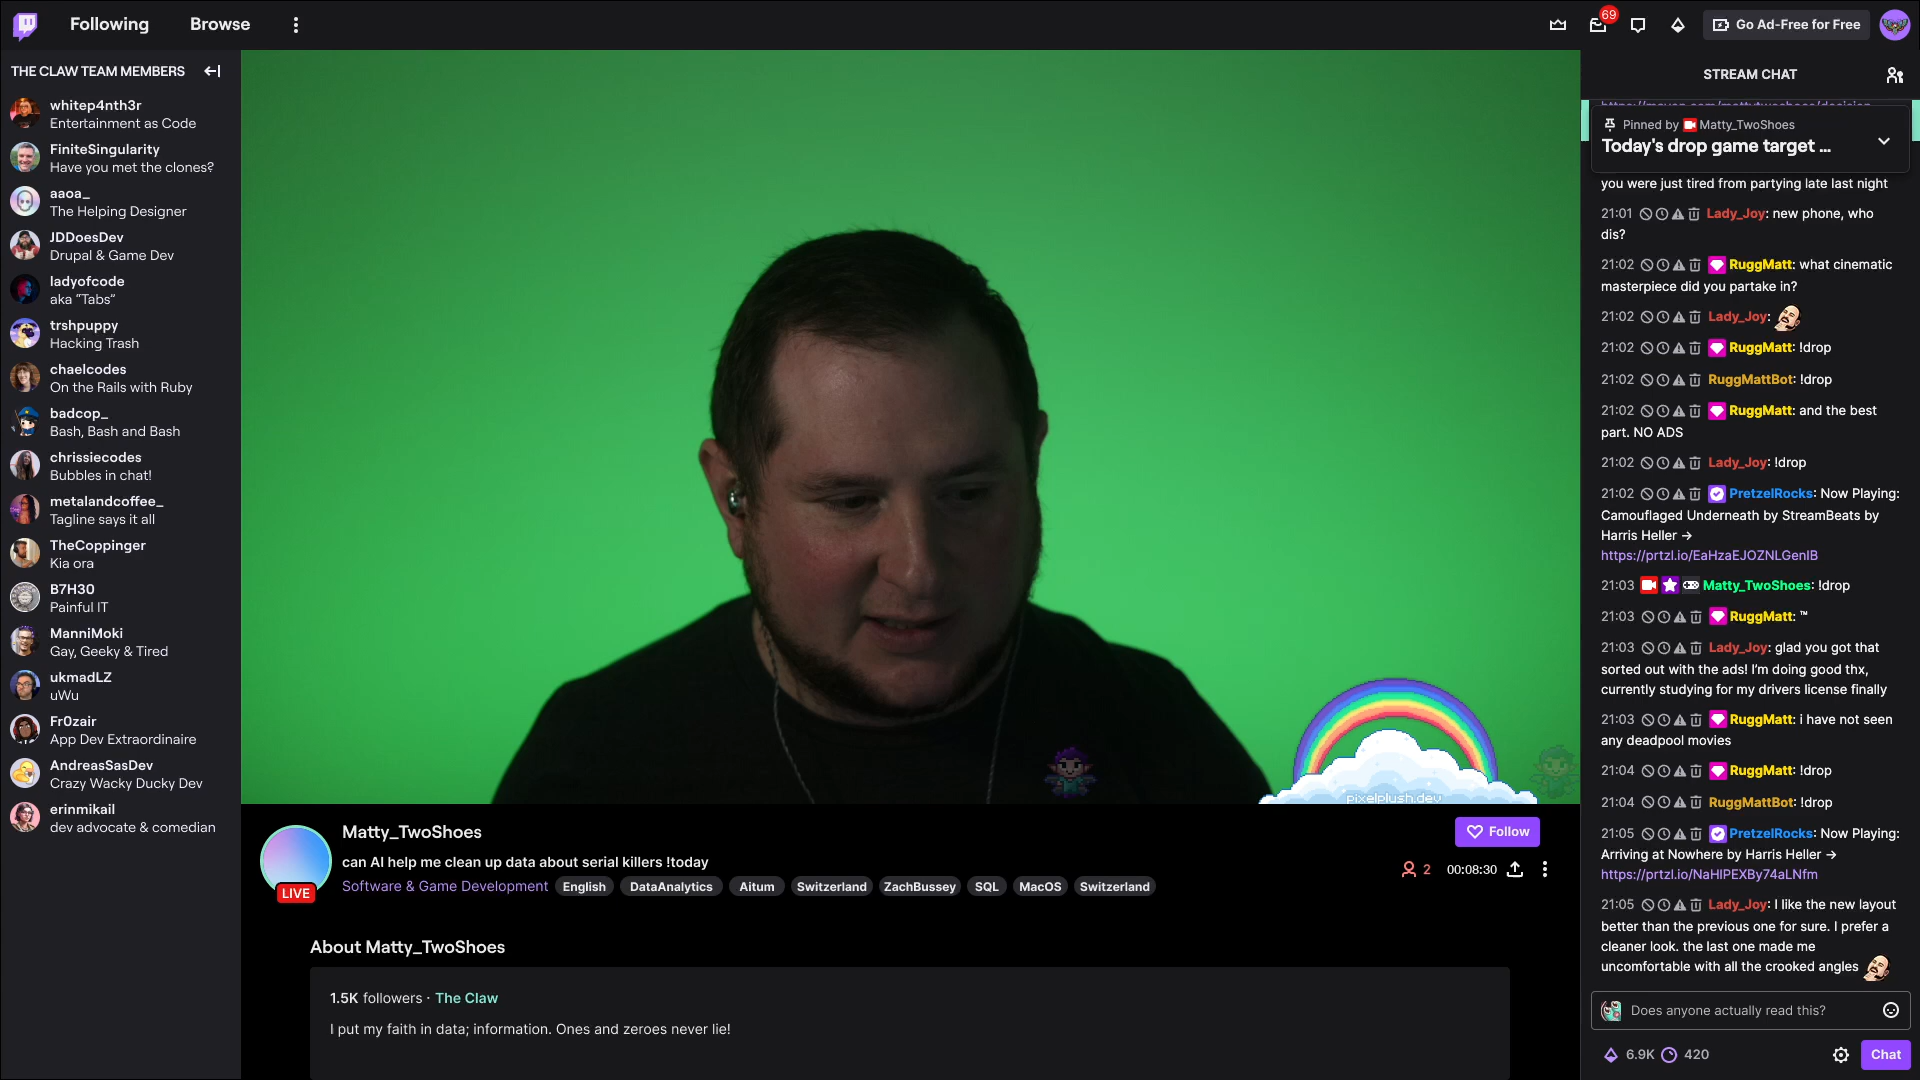 Following
Browse
69
Go Ad-Free for Free
THE CLAW TEAM MEMBERS
whitep4nth3r
Entertainment as Code
FiniteSingularity
Have you met the clones?
aaoa_
The Helping Designer
JDDoesDev
Drupal & Game Dev
ladyofcode
aka "Tabs"
trshpuppy
Hacking Trash
chaelcodes
On the Rails with Ruby
badcop_
Bash, Bash and Bash
chrissiecodes
Bubbles in chat!
metalandcoffee_
Tagline says it all
TheCoppinger
Kia ora
B7H30
Painful IT
ManniMoki
Gay, Geeky & Tired
ukmadLZ
uWu
Fr0zair
App Dev Extraordinaire
AndreasSasDev
Crazy Wacky Ducky Dev
erinmikail
dev advocate & comedian
pixelplush.dev
Matty_TwoShoes
can AI help me clean up data about serial killers !today
Software & Game Development English DataAnalytics Aitum Switzerland ZachBussey SQL MacOS Switzerland
LIVE
Follow
2 00:08:30
About Matty_TwoShoes
1.5K followers · The Claw
I put my faith in data; information. Ones and zeroes never lie!
STREAM CHAT
Pinned by Matty_TwoShoes
Today's drop game target ...
you were just tired from partying late last night
21:01 Lady_Joy: new phone, who
dis?
21:02 RuggMatt: what cinematic
masterpiece did you partake in?
21:02 Lady_Joy:
21:02 RuggMatt: !drop
21:02 RuggMattBot: !drop
21:02 RuggMatt: and the best
part. NO ADS
21:02 Lady_Joy: !drop
21:02 PretzelRocks: Now Playing:
Camouflaged Underneath by StreamBeats by
Harris Heller →
https://prtzl.io/EaHzaEJOZNLGenIB
21:03 Matty_TwoShoes: !drop
21:03 RuggMatt: ™
21:03 Lady_Joy: glad you got that
sorted out with the ads! I'm doing good thx,
currently studying for my drivers license finally
21:03 RuggMatt: i have not seen
any deadpool movies
21:04 RuggMatt: !drop
21:04 RuggMattBot: !drop
21:05 PretzelRocks: Now Playing:
Arriving at Nowhere by Harris Heller →
https://prtzl.io/NaHIPEXBy74aLNfm
21:05 Lady_Joy: I like the new layout
better than the previous one for sure. I prefer a
cleaner look. the last one made me
uncomfortable with all the crooked angles
Does anyone actually read this?
6.9K 420
Chat